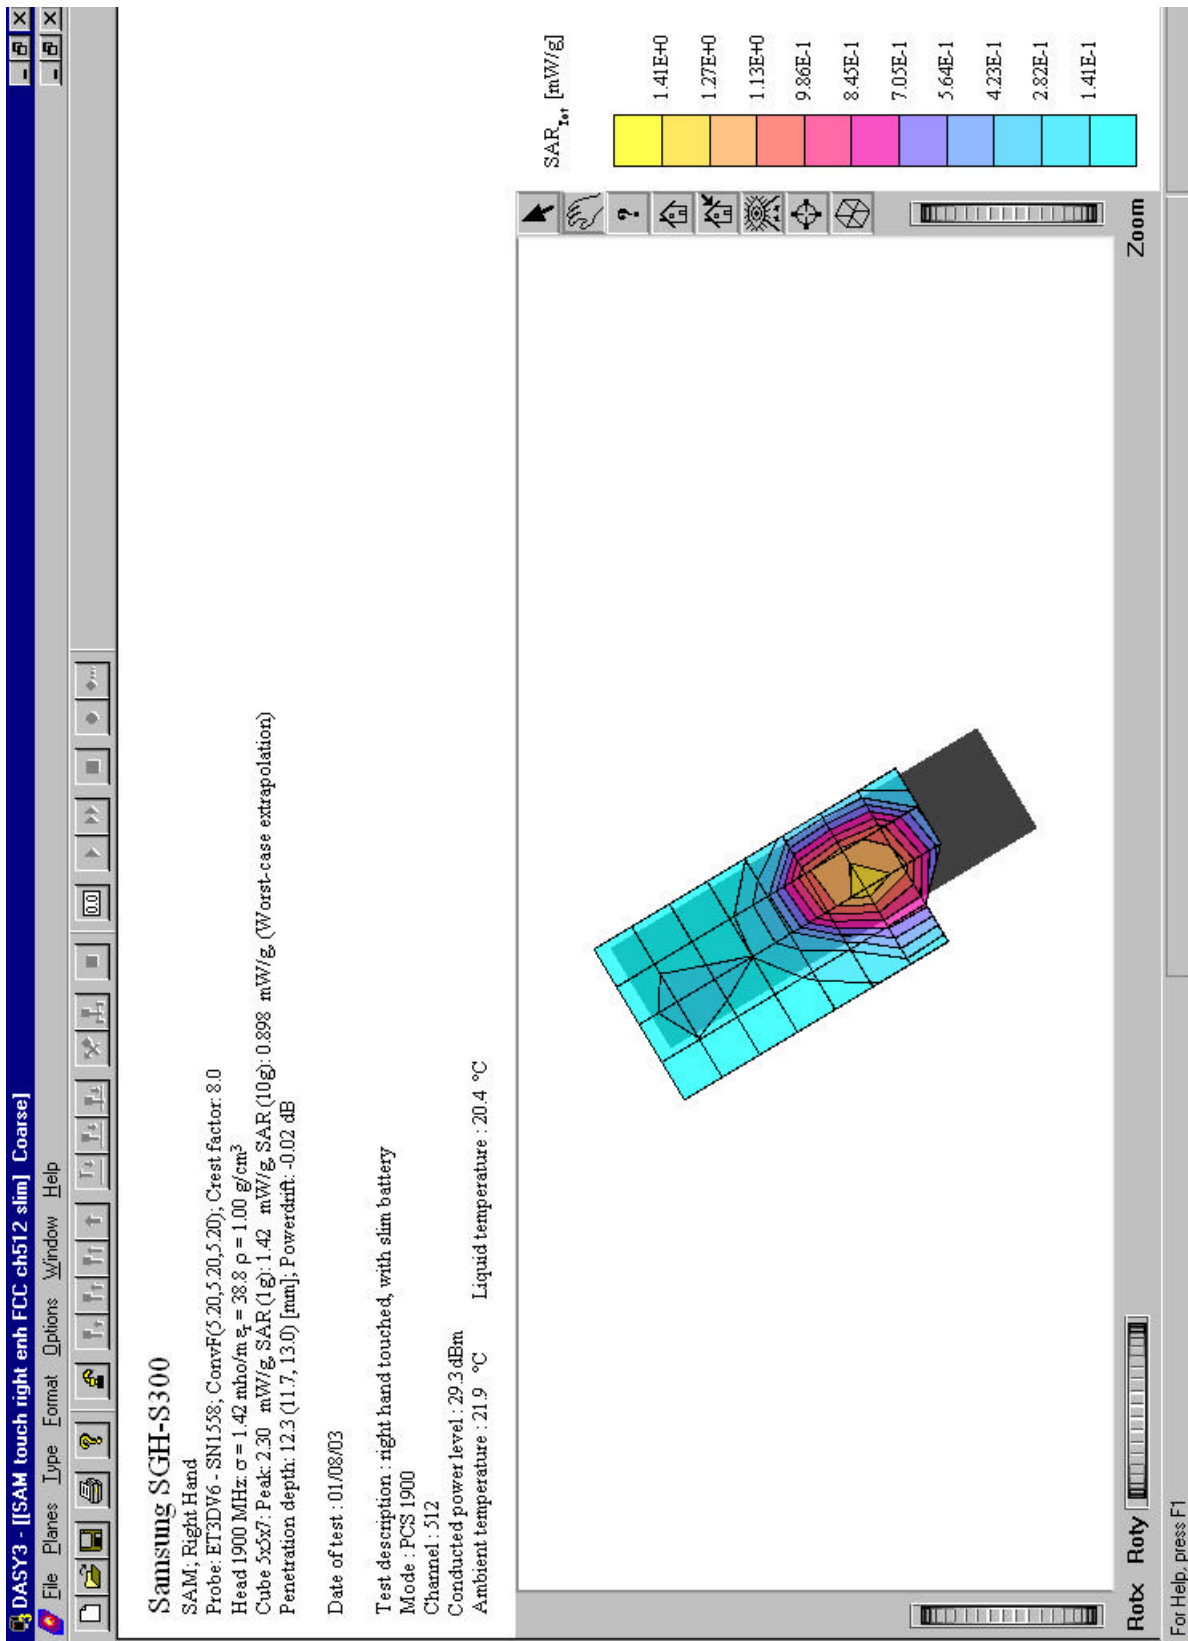 DASY3 - [[SAM touch right enh FCC ch512 slim] Coarse]
File Planes Type Format Options Window Help
0.0
Samsung SGH-S300
SAM; Right Hand
Probe: ET3DV6 - SN1558; ConvF(5.20,5.20,5.20); Crest factor: 8.0
Head 1900 MHz: σ = 1.42 mho/m εr = 38.8 ρ = 1.00 g/cm³
Cube 5x5x7: Peak: 2.30 mW/g, SAR (1g): 1.42 mW/g, SAR (10g): 0.898 mW/g, (Worst-case extrapolation)
Penetration depth: 12.3 (11.7, 13.0) [mm]; Powerdrift: -0.02 dB
Date of test : 01/08/03
Test description : right hand touched, with slim battery
Mode : PCS 1900
Channel : 512
Conducted power level : 29.3 dBm
Ambient temperature : 21.9 °C Liquid temperature : 20.4 °C
SAR Tot [mW/g]
1.41E+0
1.27E+0
1.13E+0
9.86E-1
8.45E-1
7.05E-1
5.64E-1
4.23E-1
2.82E-1
1.41E-1
Rotx Roty Zoom
For Help, press F1